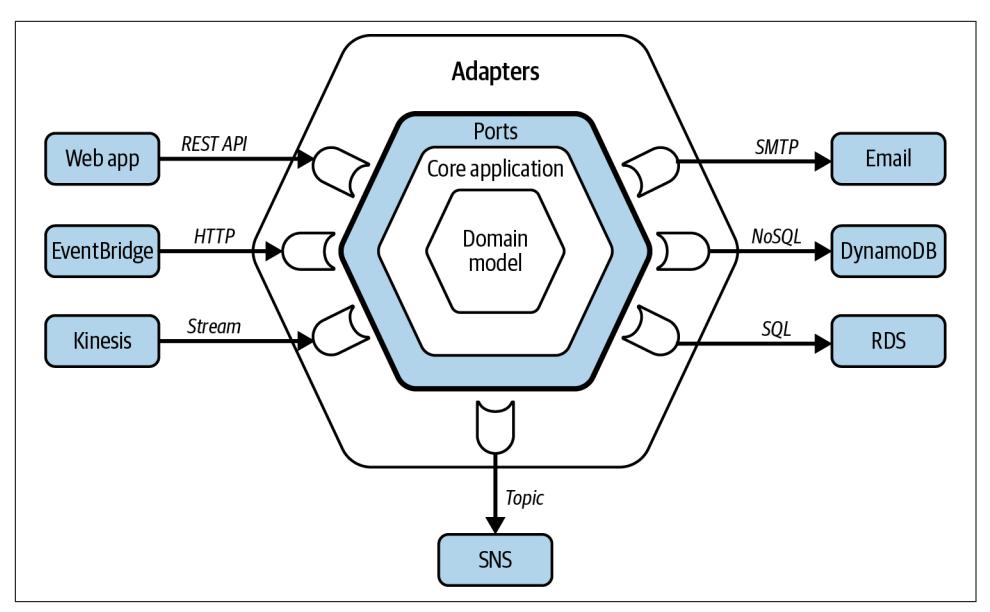 Adapters
Ports
Core application
Domain
model
Web app
REST API
EventBridge
HTTP
Kinesis
Stream
SMTP
Email
NoSQL
DynamoDB
SQL
RDS
Topic
SNS